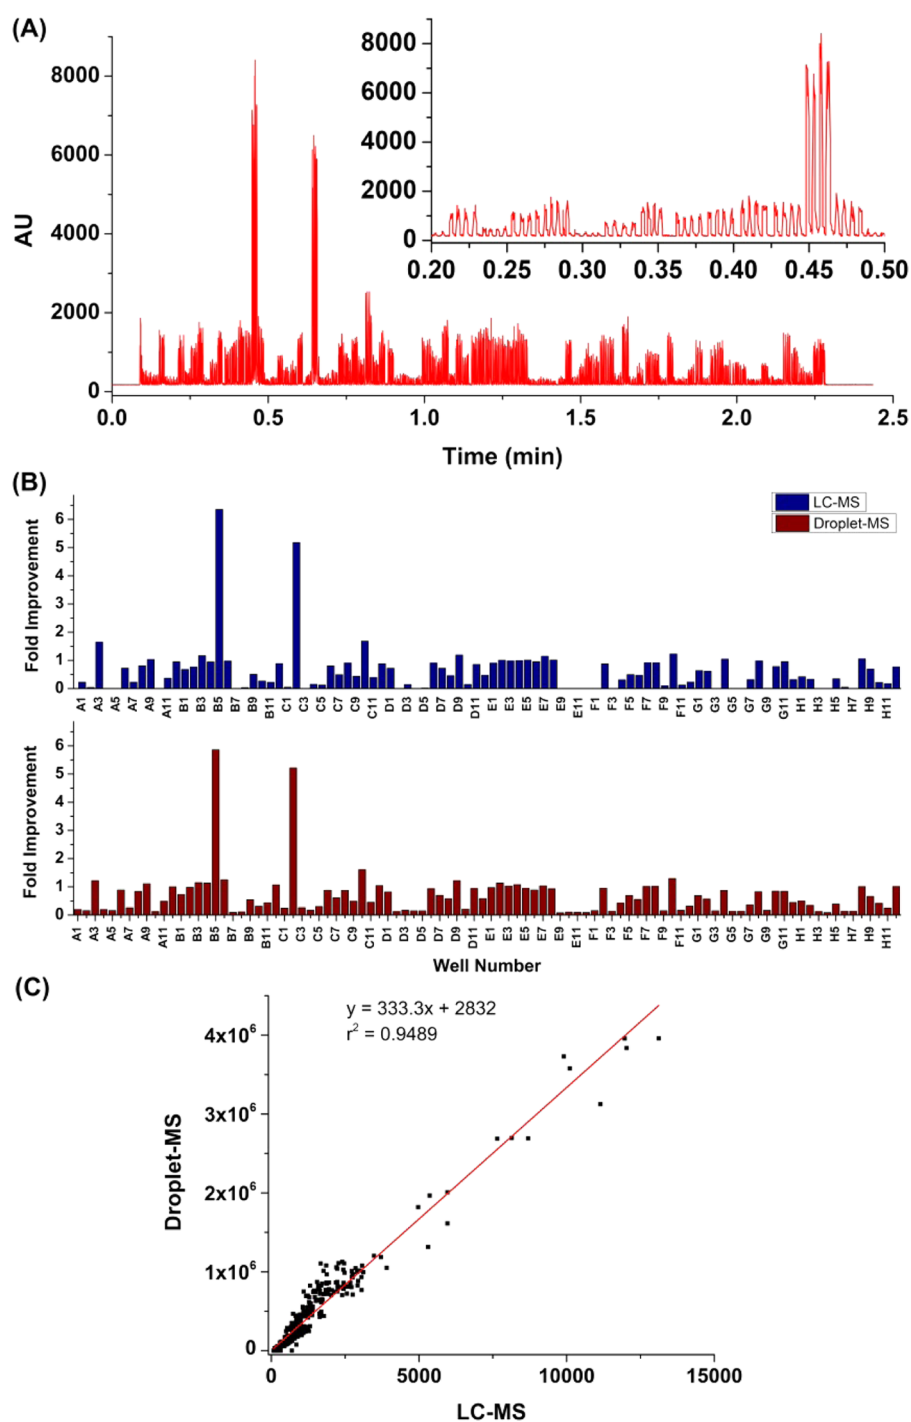 (A)
AU
8000
6000
4000
2000
0
0.0 0.5 1.0 1.5 2.0 2.5
Time (min)
8000
6000
4000
2000
0
0.20 0.25 0.30 0.35 0.40 0.45 0.50
(B)
LC-MS
Droplet-MS
Fold Improvement
6
5
4
3
2
1
0
A1 A3 A5 A7 A9 A11 B1 B3 B5 B7 B9 B11 C1 C3 C5 C7 C9 C11 D1 D3 D5 D7 D9 D11 E1 E3 E5 E7 E9 E11 F1 F3 F5 F7 F9 F11 G1 G3 G5 G7 G9 G11 H1 H3 H5 H7 H9 H11
Fold Improvement
6
5
4
3
2
1
0
A1 A3 A5 A7 A9 A11 B1 B3 B5 B7 B9 B11 C1 C3 C5 C7 C9 C11 D1 D3 D5 D7 D9 D11 E1 E3 E5 E7 E9 E11 F1 F3 F5 F7 F9 F11 G1 G3 G5 G7 G9 G11 H1 H3 H5 H7 H9 H11
Well Number
(C)
y = 333.3x + 2832
r² = 0.9489
Droplet-MS
4x10⁶
3x10⁶
2x10⁶
1x10⁶
0
0 5000 10000 15000
LC-MS